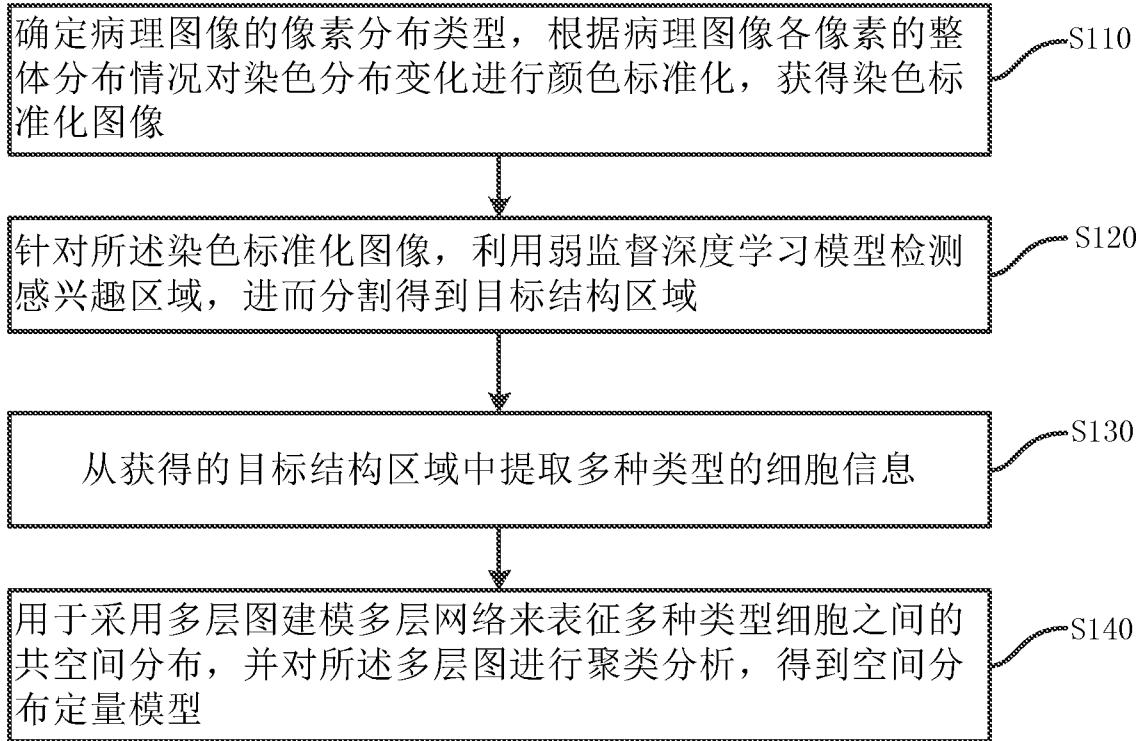 确定病理图像的像素分布类型，根据病理图像各像素的整
体分布情况对染色分布变化进行颜色标准化，获得染色标
准化图像
S110
针对所述染色标准化图像，利用弱监督深度学习模型检测
感兴趣区域，进而分割得到目标结构区域
S120
从获得的目标结构区域中提取多种类型的细胞信息
S130
用于采用多层图建模多层网络来表征多种类型细胞之间的
共空间分布，并对所述多层图进行聚类分析，得到空间分
布定量模型
S140